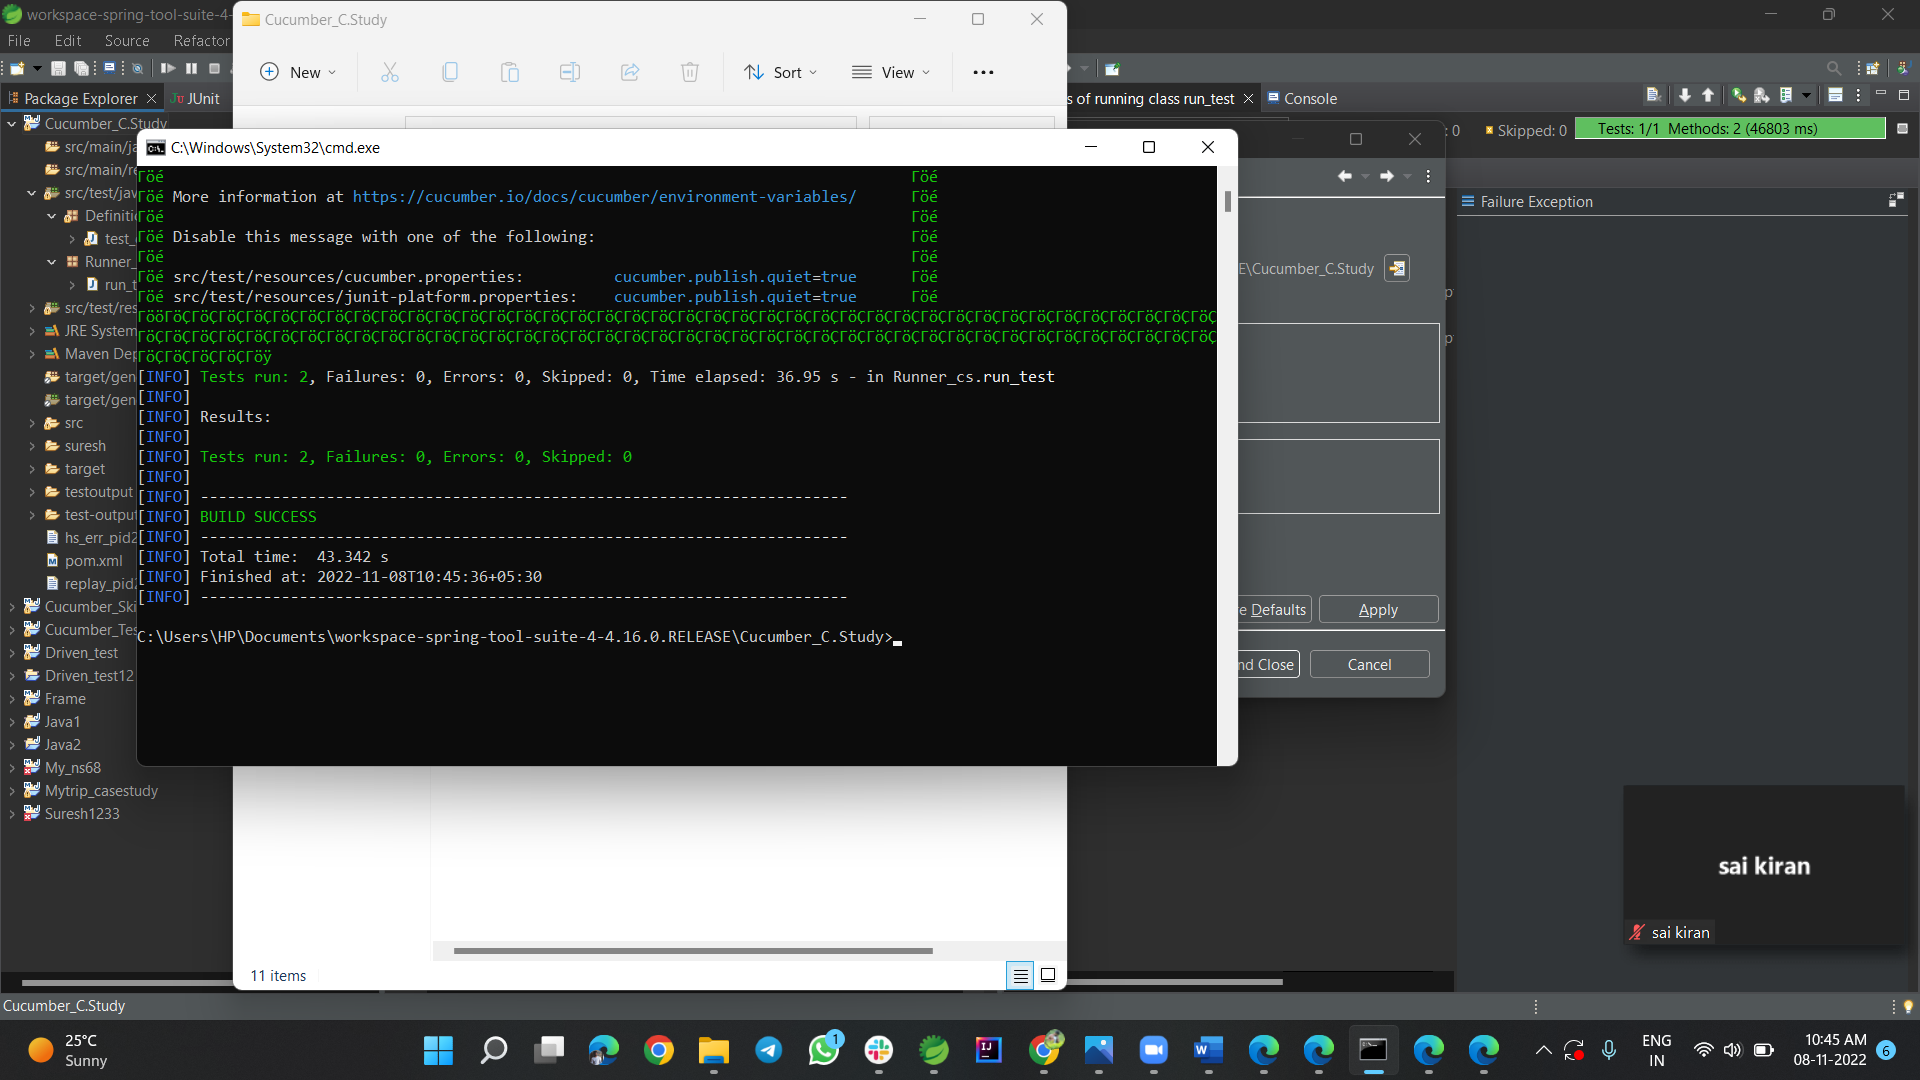 workspace-spring-tool-suite-4-
File Edit Source Refactor
Package Explorer
JUnit
Cucumber_C.Study
src/main/ja
src/main/re
src/test/jav
Definitio
test_
Runner_
run_t
src/test/res
JRE System
Maven Dep
target/gen
target/gen
src
suresh
target
testoutput
test-outpu
hs_err_pid2
pom.xml
replay_pid2
Cucumber_Ski
Cucumber_Tes
Driven_test
Driven_test12
Frame
Java1
Java2
My_ns68
Mytrip_casestudy
Suresh1233
Cucumber_C.Study
New
Sort
View
11 items
C:\Windows\System32\cmd.exe
Γöé Γöé
Γöé More information at https://cucumber.io/docs/cucumber/environment-variables/ Γöé
Γöé Γöé
Γöé Disable this message with one of the following: Γöé
Γöé Γöé
Γöé src/test/resources/cucumber.properties: cucumber.publish.quiet=true Γöé
Γöé src/test/resources/junit-platform.properties: cucumber.publish.quiet=true Γöé
[INFO] Tests run: 2, Failures: 0, Errors: 0, Skipped: 0, Time elapsed: 36.95 s - in Runner_cs.run_test
[INFO]
[INFO] Results:
[INFO]
[INFO] Tests run: 2, Failures: 0, Errors: 0, Skipped: 0
[INFO]
[INFO] ------------------------------------------------------------------------
[INFO] BUILD SUCCESS
[INFO] ------------------------------------------------------------------------
[INFO] Total time:  43.342 s
[INFO] Finished at: 2022-11-08T10:45:36+05:30
[INFO] ------------------------------------------------------------------------
C:\Users\HP\Documents\workspace-spring-tool-suite-4-4.16.0.RELEASE\Cucumber_C.Study>
s of running class run_test
Console
: 0
Skipped: 0
Tests: 1/1 Methods: 2 (46803 ms)
Failure Exception
E\Cucumber_C.Study
p
p
e Defaults
Apply
nd Close
Cancel
sai kiran
sai kiran
Cucumber_C.Study
25°C
Sunny
1
ENG
IN
10:45 AM
08-11-2022
6